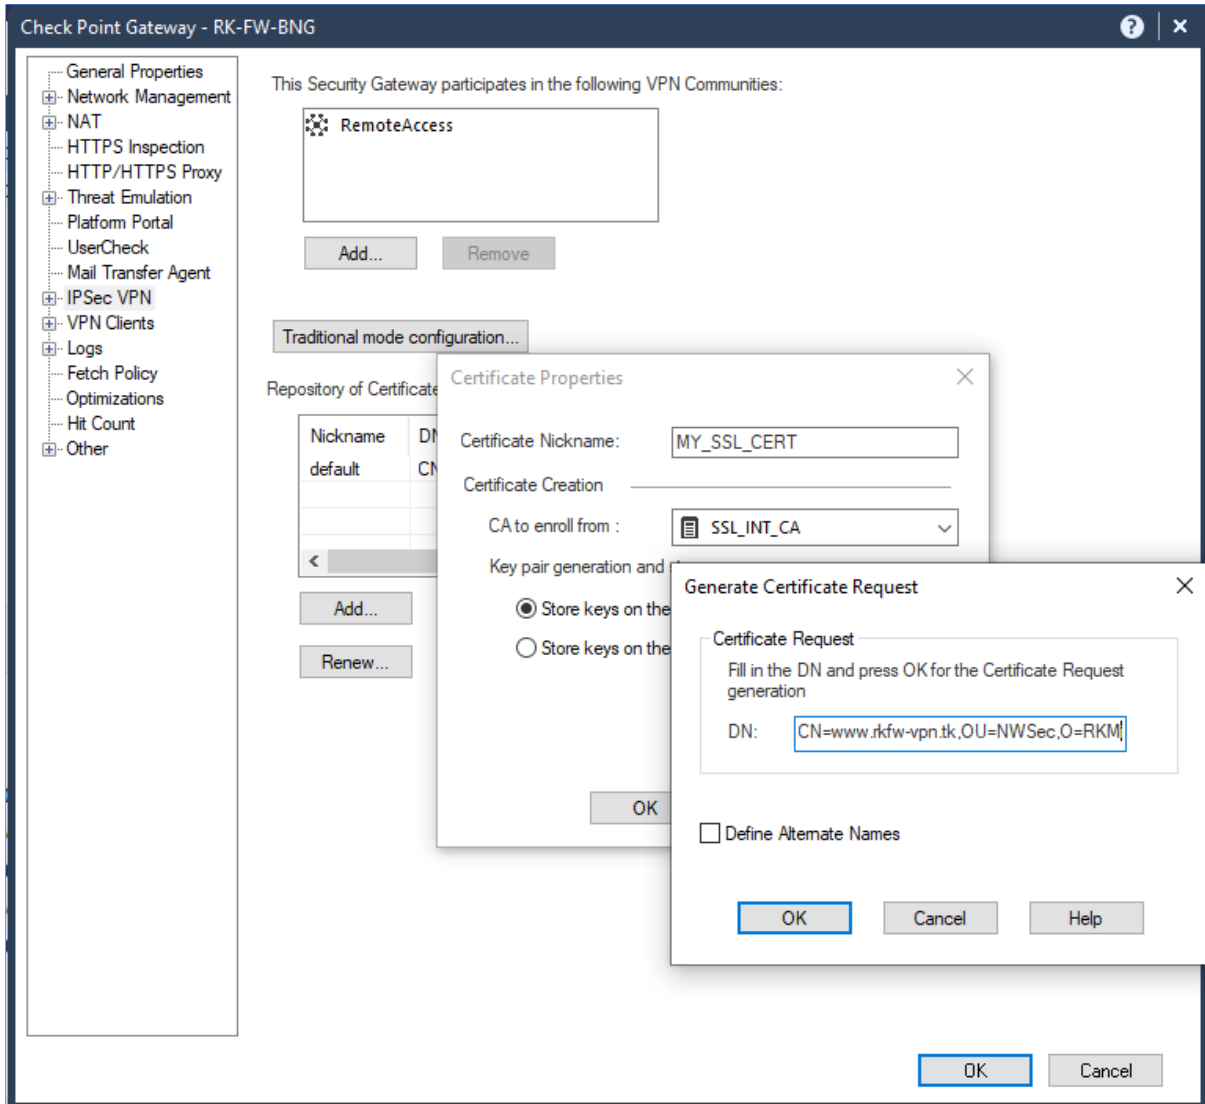 Check Point Gateway - RK-FW-BNG
General Properties
Network Management
NAT
HTTPS Inspection
HTTP/HTTPS Proxy
Threat Emulation
Platform Portal
UserCheck
Mail Transfer Agent
IPSec VPN
VPN Clients
Logs
Fetch Policy
Optimizations
Hit Count
Other
This Security Gateway participates in the following VPN Communities:
RemoteAccess
Add...
Remove
Traditional mode configuration...
Repository of Certificate
Nickname DN
default CN
Add...
Renew...
Certificate Properties
Certificate Nickname: MY_SSL_CERT
Certificate Creation
CA to enroll from : SSL_INT_CA
Key pair generation and
Store keys on the
Store keys on the
OK
Generate Certificate Request
Certificate Request
Fill in the DN and press OK for the Certificate Request
generation
DN: CN=www.rkfw-vpn.tk,OU=NWSec,O=RKM
Define Alternate Names
OK Cancel Help
OK Cancel